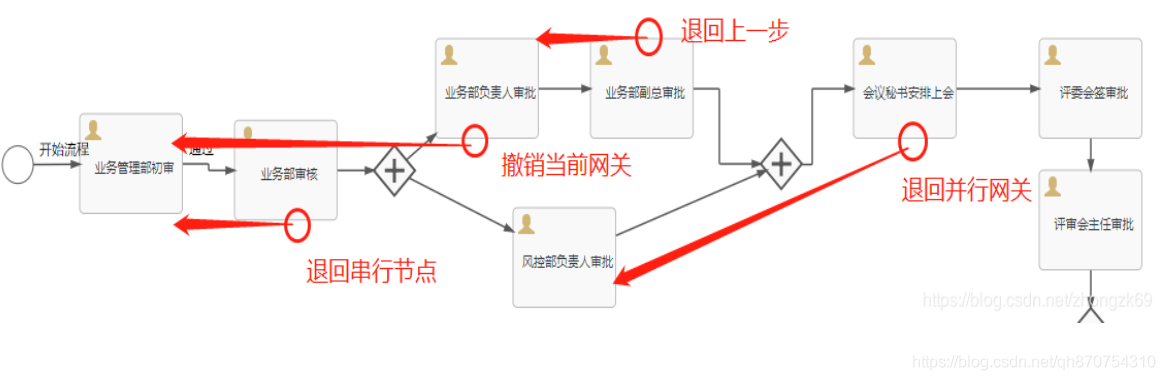 退回上一步
业务部负责人审批
业务部副总审批
会议秘书安排上会
评委会签审批
开始流程
通过
业务管理部初审
业务部审核
撤销当前网关
退回并行网关
评审会主任审批
退回串行节点
风控部负责人审批
https://blog.csdn.net/zhongzk69
https://blog.csdn.net/qh870754310